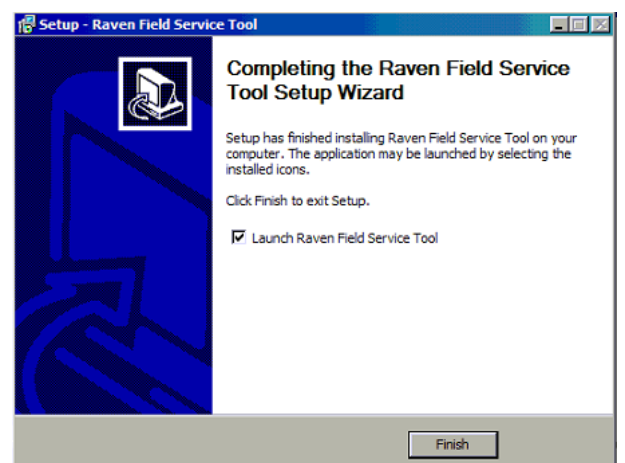 Setup - Raven Field Service Tool
Completing the Raven Field Service
Tool Setup Wizard
Setup has finished installing Raven Field Service Tool on your
computer. The application may be launched by selecting the
installed icons.
Click Finish to exit Setup.
Launch Raven Field Service Tool
Finish